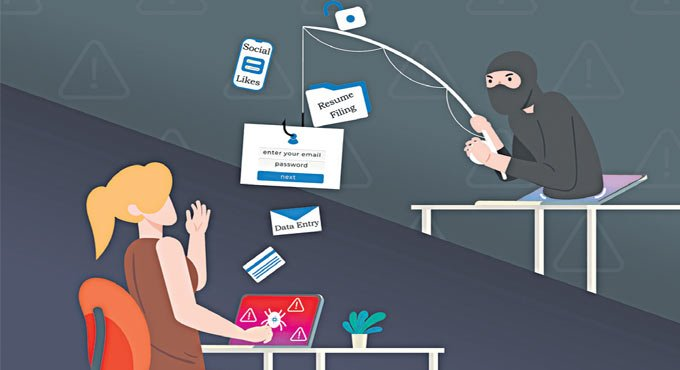 Social
Likes
Resume
Filing
enter your email
password
next
Data Entry